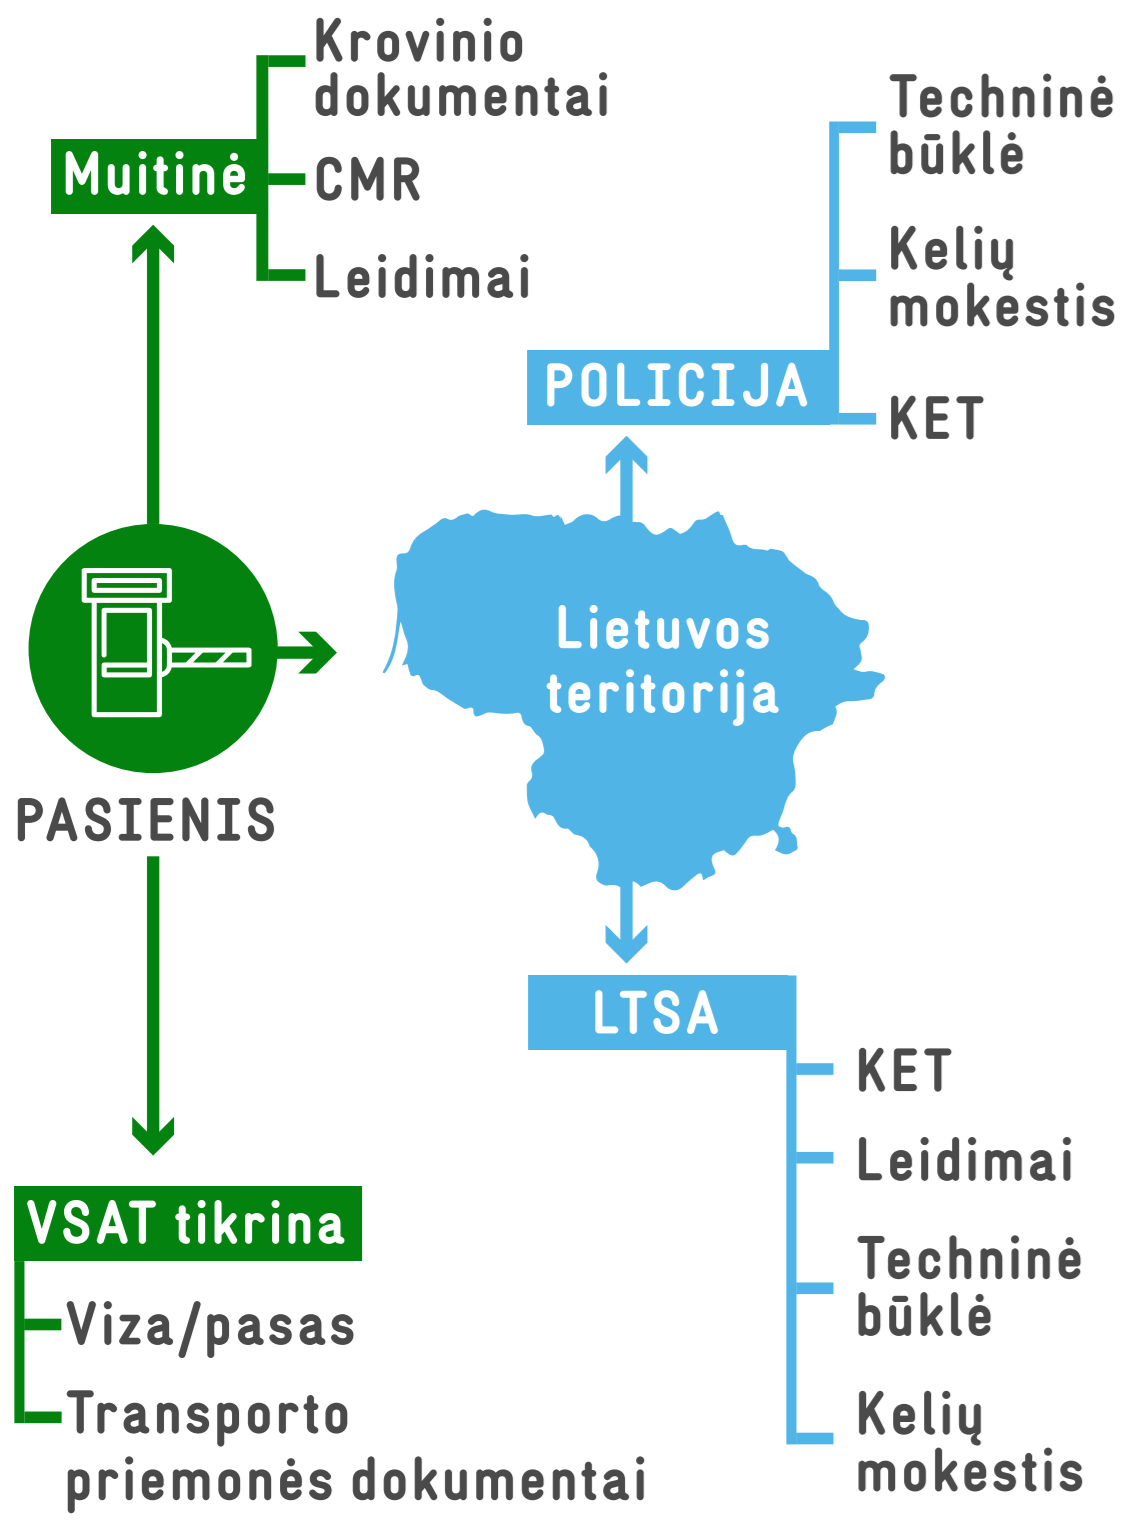 Krovinio
dokumentai
Muitinė
CMR
Leidimai
Techninė
būklė
Kelių
mokestis
POLICIJA
KET
Lietuvos
teritorija
PASIENIS
LTSA
KET
Leidimai
Techninė
būklė
Kelių
mokestis
VSAT tikrina
Viza/pasas
Transporto
priemonės dokumentai